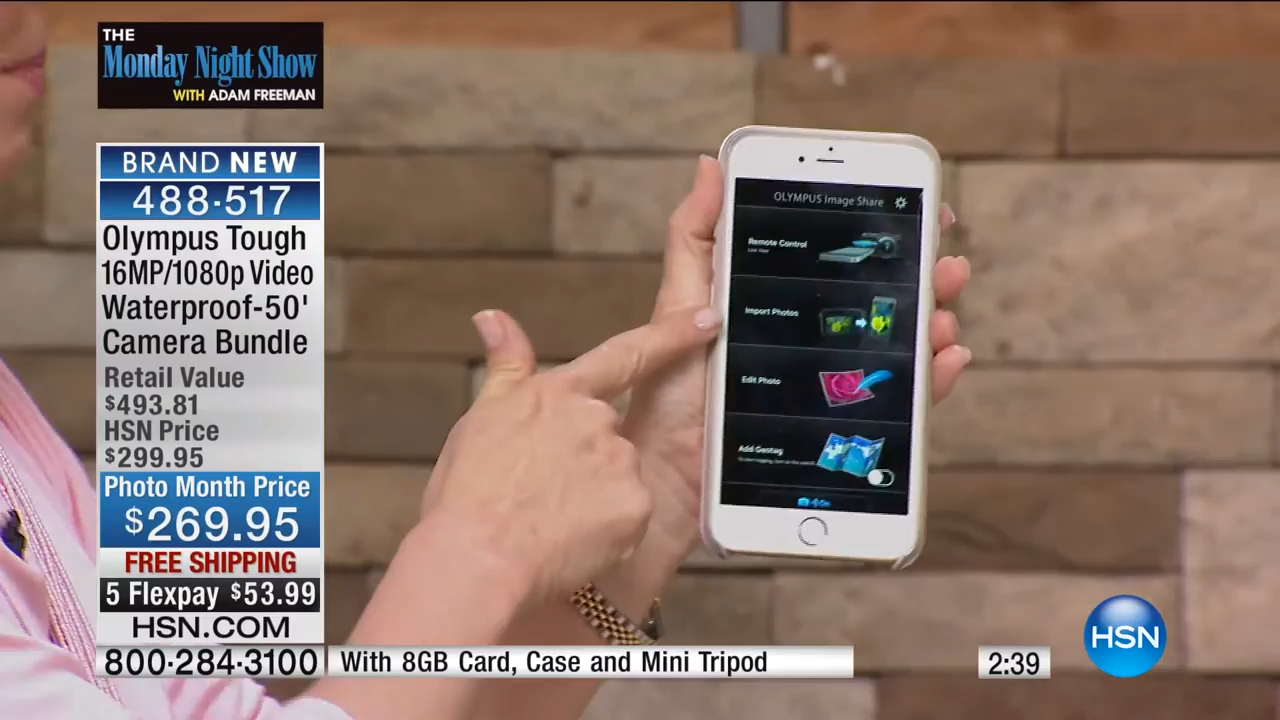 THE
Monday Night Show
WITH ADAM FREEMAN
BRAND NEW
488-517
Olympus Tough
16MP/1080p Video
Waterproof-50'
Camera Bundle
Retail Value
$493.81
HSN Price
$299.95
Photo Month Price
$269.95
FREE SHIPPING
5 Flexpay $53.99
HSN.COM
800-284-3100
With 8GB Card, Case and Mini Tripod
2:39
HSN
OLYMPUS Image Share
Remote Control
Live View
Import Photos
Edit Photo
Add Geotag